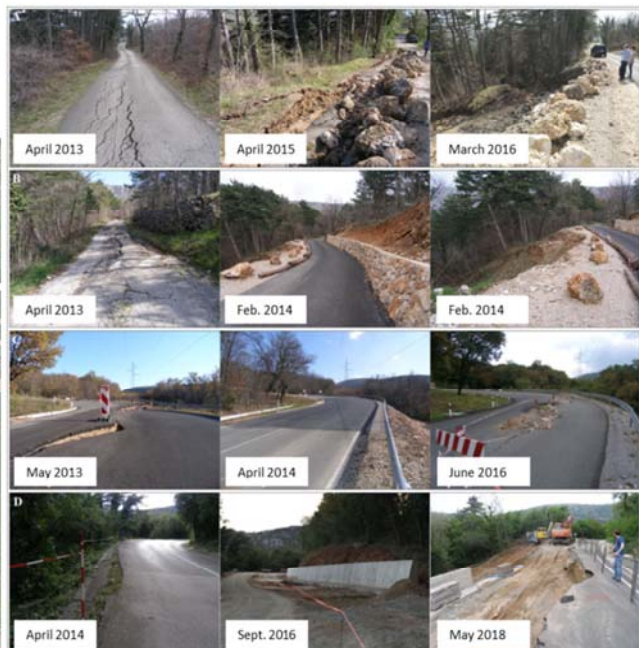 April 2013
April 2015
March 2016
B
April 2013
Feb. 2014
Feb. 2014
May 2013
April 2014
June 2016
D
April 2014
Sept. 2016
May 2018